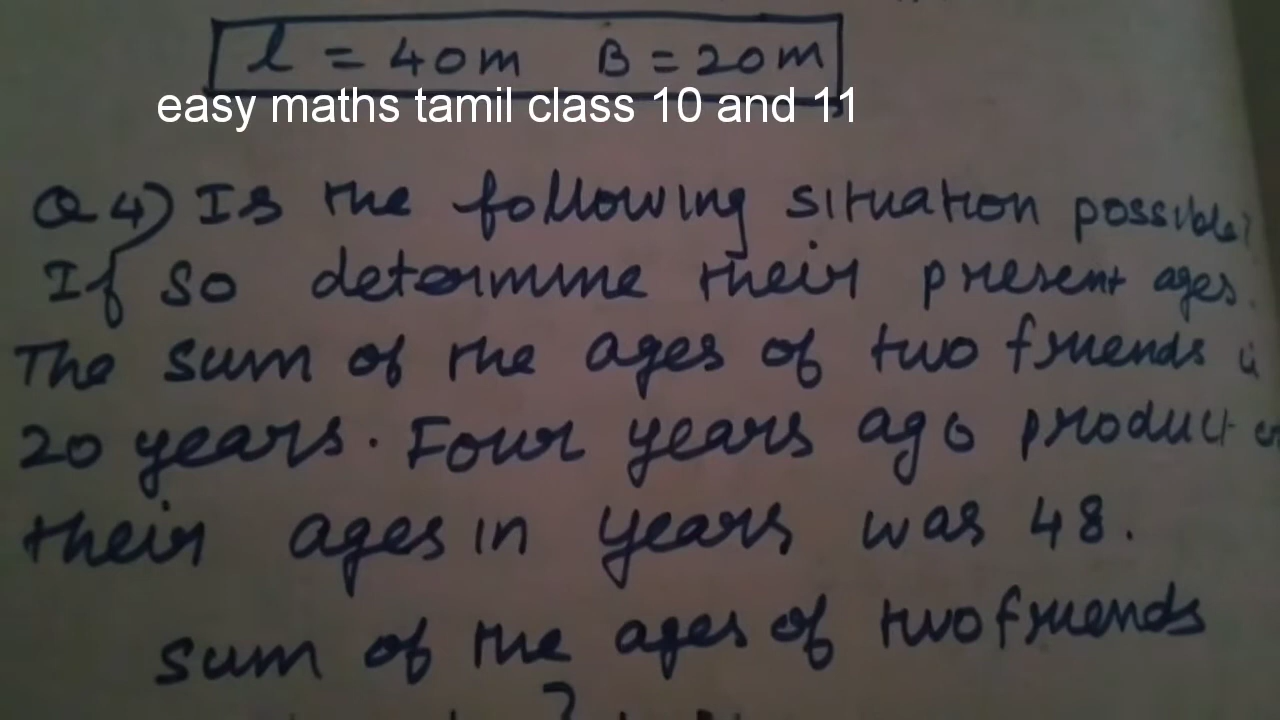 l = 40m B = 20m
easy maths tamil class 10 and 11
Q4) Is the following situation possible?
If so determine their present ages.
The sum of the ages of two friends is
20 years. Four years ago product of
their ages in years was 48.
sum of the ages of two friends